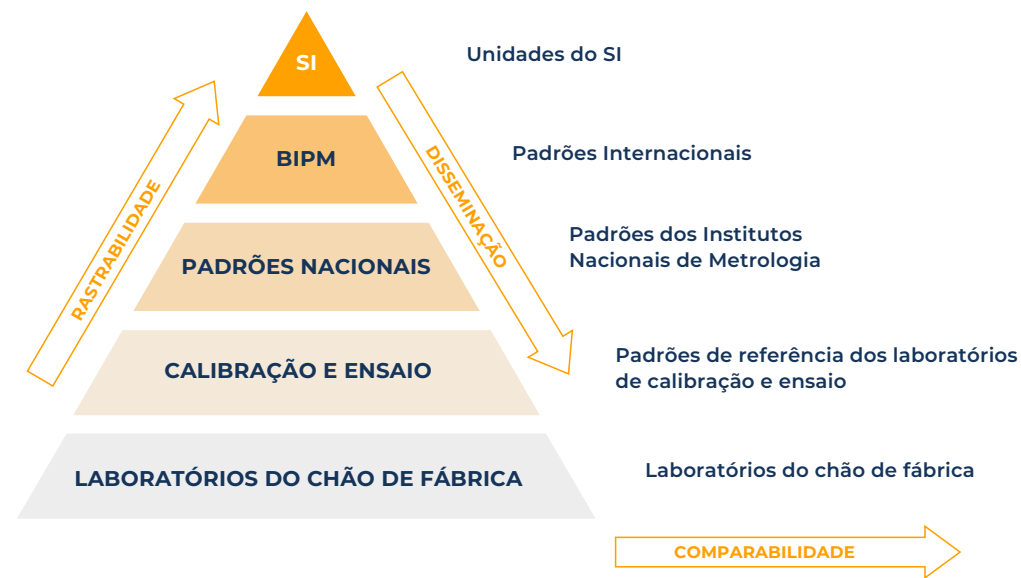 SI
Unidades do SI
BIPM
Padrões Internacionais
RASTRABILIDADE
DISSEMINAÇÃO
PADRÕES NACIONAIS
Padrões dos Institutos
Nacionais de Metrologia
CALIBRAÇÃO E ENSAIO
Padrões de referência dos laboratórios
de calibração e ensaio
LABORATÓRIOS DO CHÃO DE FÁBRICA
Laboratórios do chão de fábrica
COMPARABILIDADE